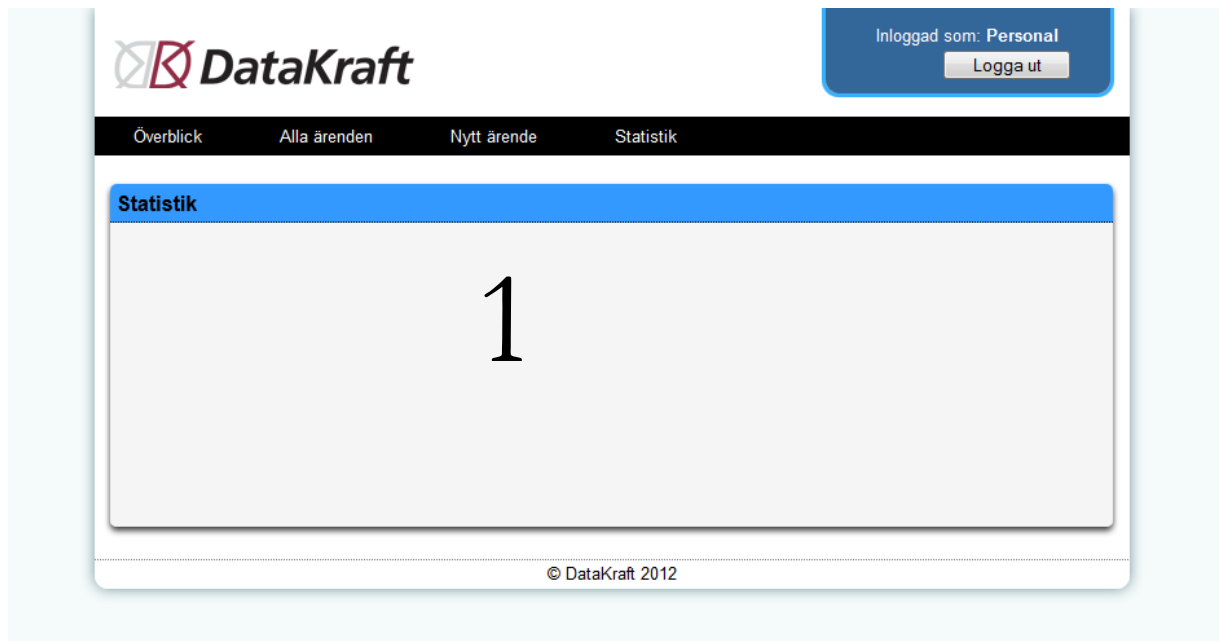 DataKraft
Inloggad som: Personal
Logga ut
Överblick Alla ärenden Nytt ärende Statistik
Statistik
1
© DataKraft 2012